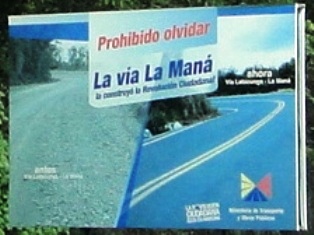 Prohibido olvidar
La vía La Maná
la construyó la Revolución Ciudadana!
ahora
Vía Latacunga - La Maná
antes
Vía Latacunga - La Maná
Ministerio de Transporte
y Obras Públicas